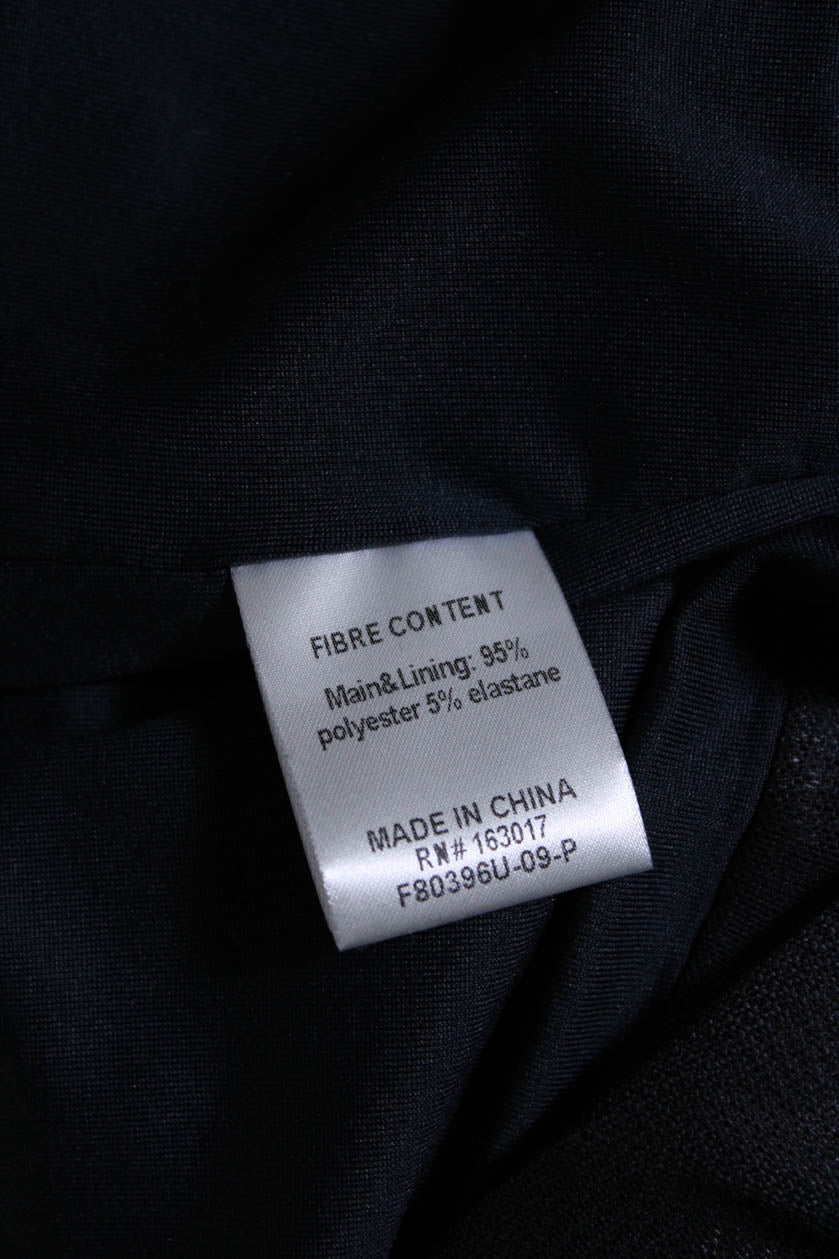 FIBRE CONTENT
Main&Lining: 95%
polyester 5% elastane
MADE IN CHINA
RN# 163017
F80396U-09-P